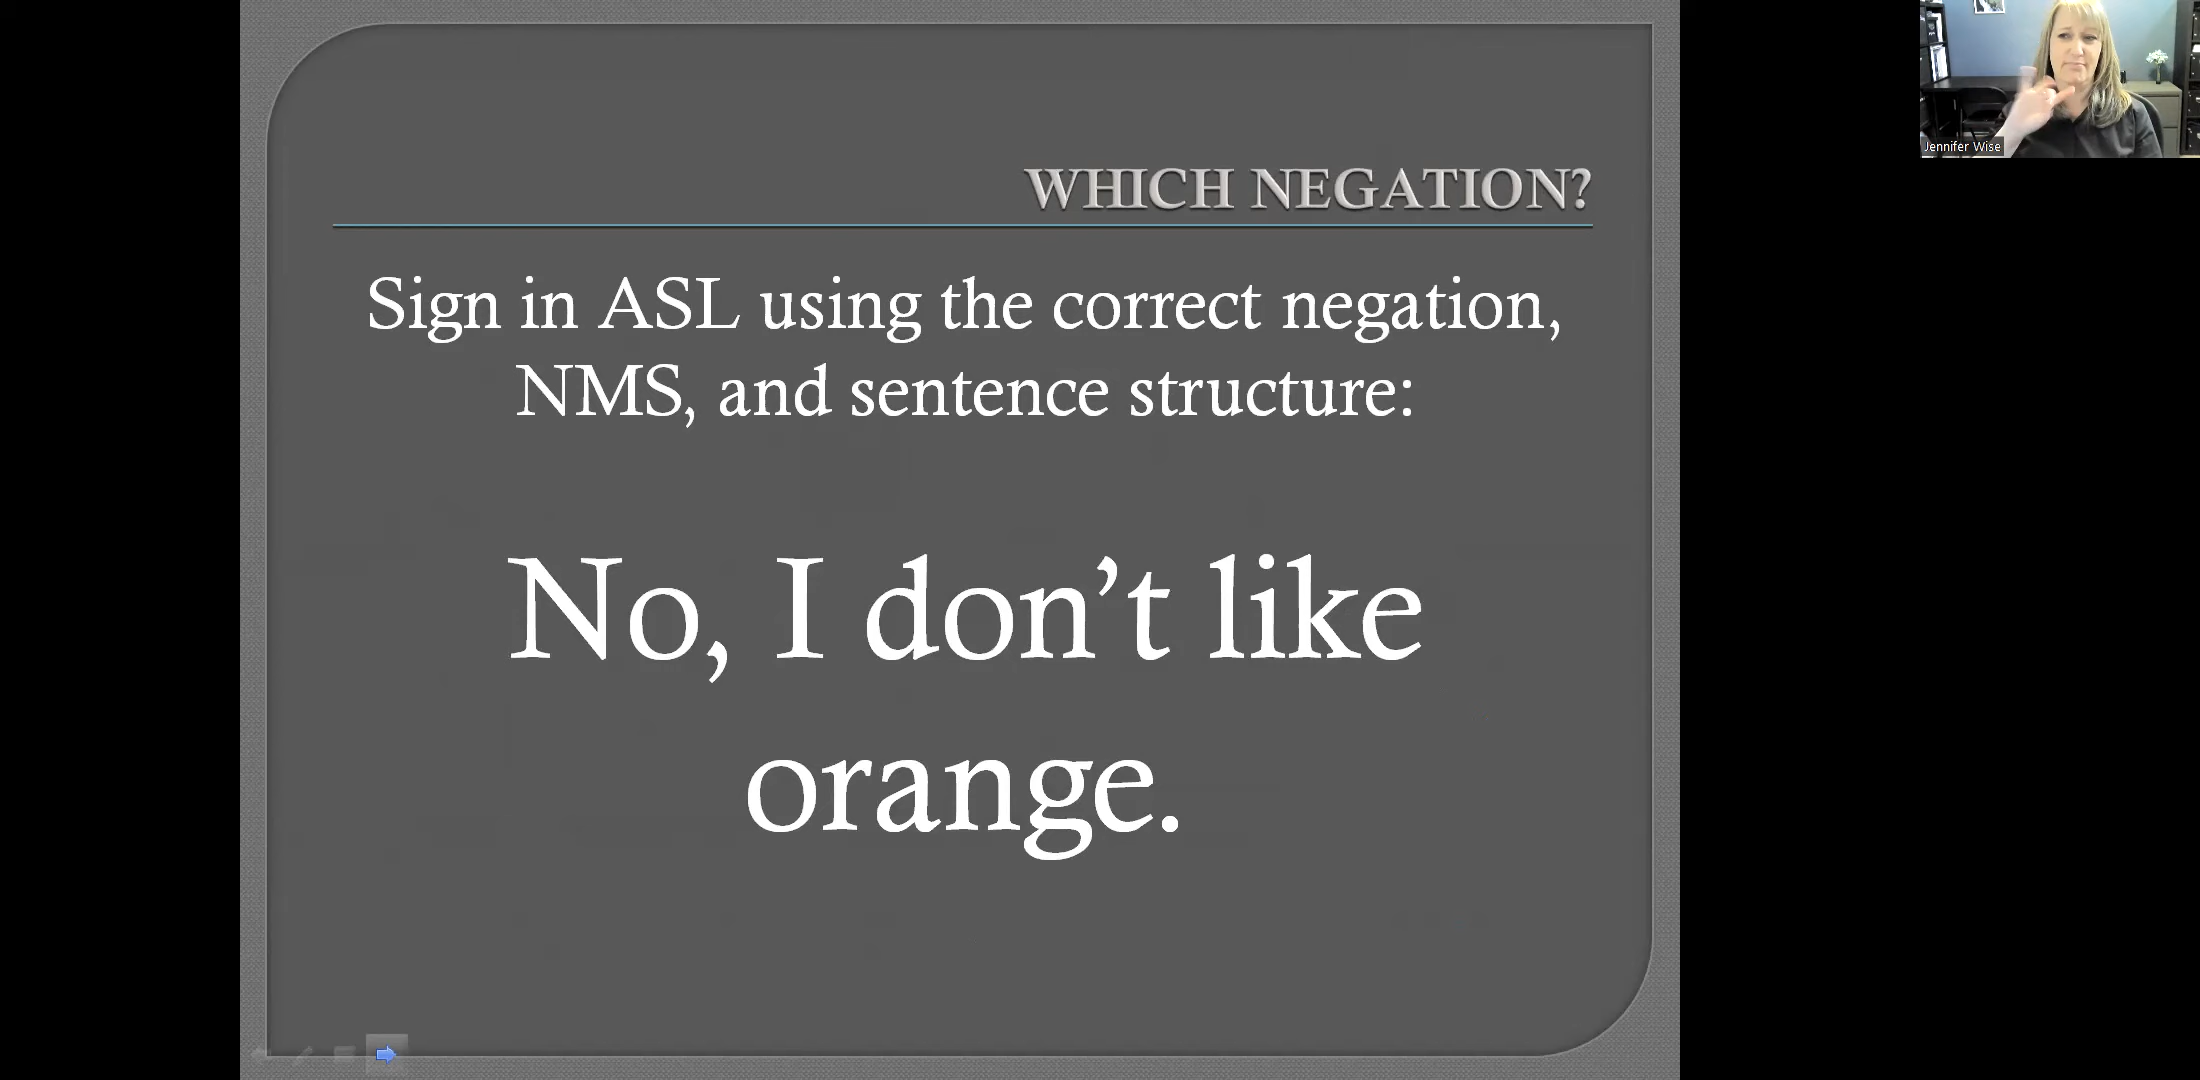 WHICH NEGATION?
Sign in ASL using the correct negation,
NMS, and sentence structure:
No, I don’t like
orange.
Jennifer Wise